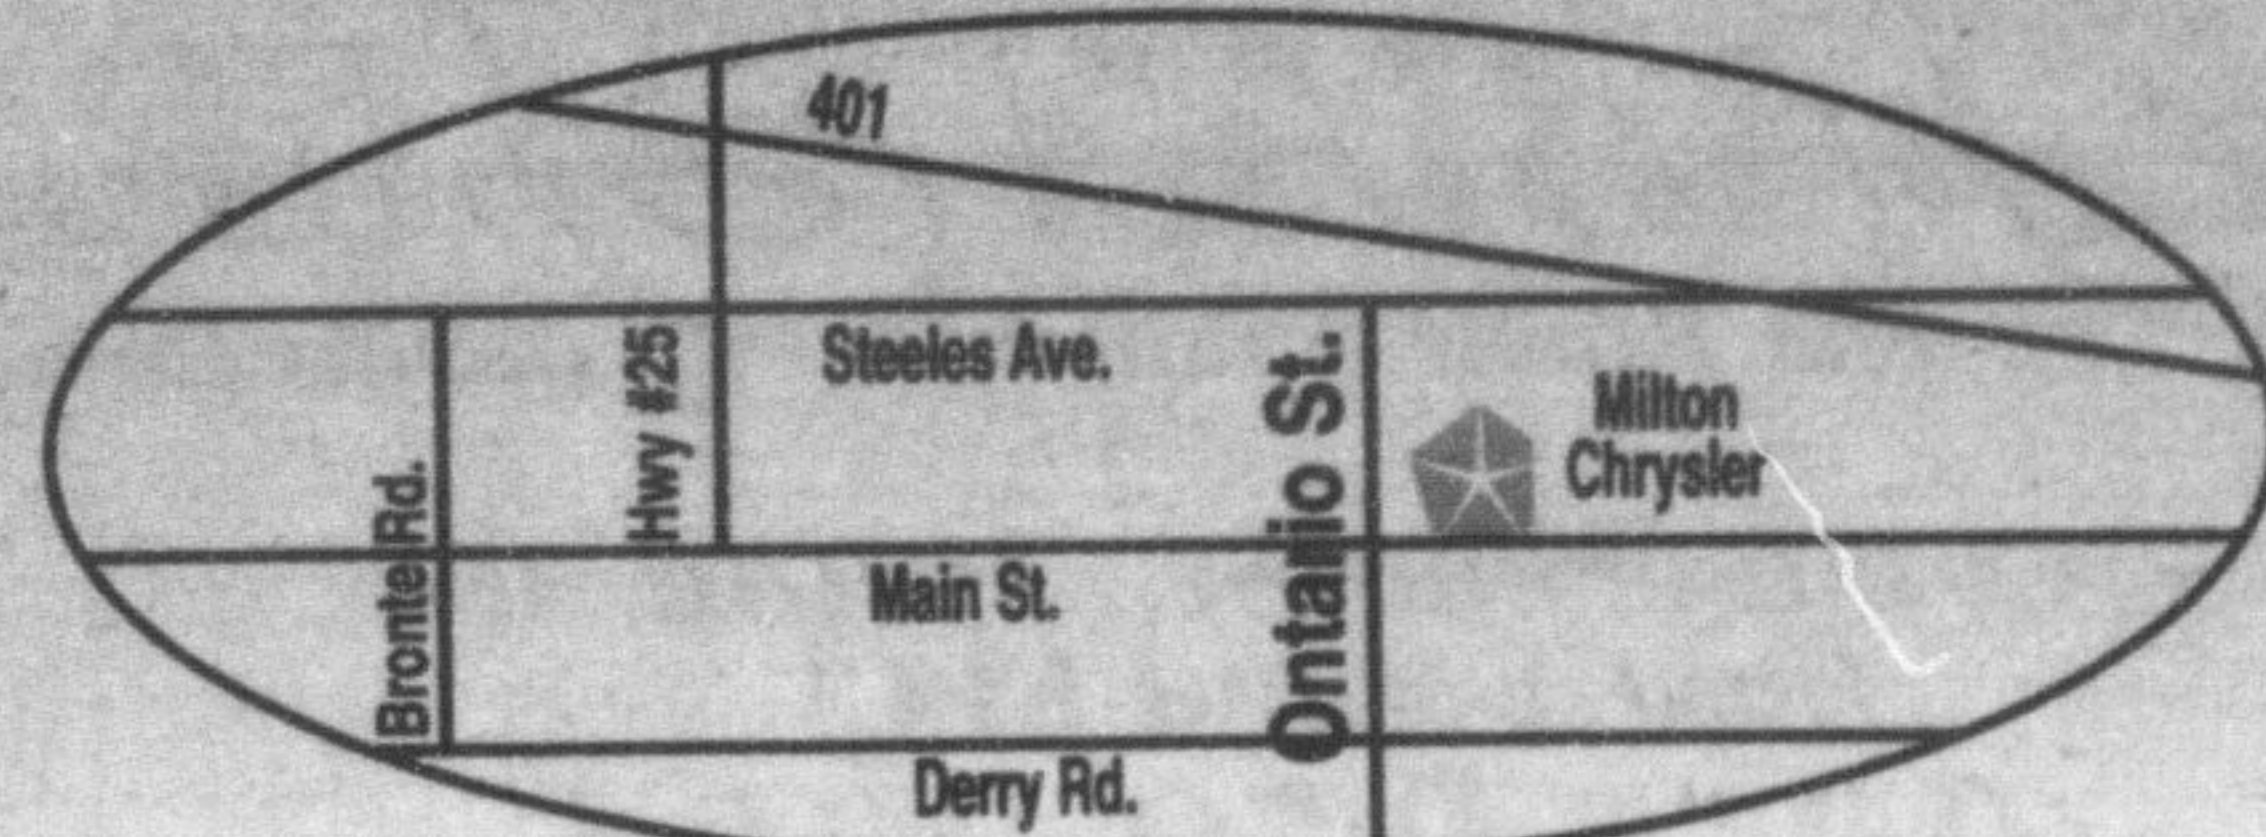 401
Hwy #25
Steeles Ave.
Ontario St.
Milton
Chrysler
Bronte Rd.
Main St.
Derry Rd.